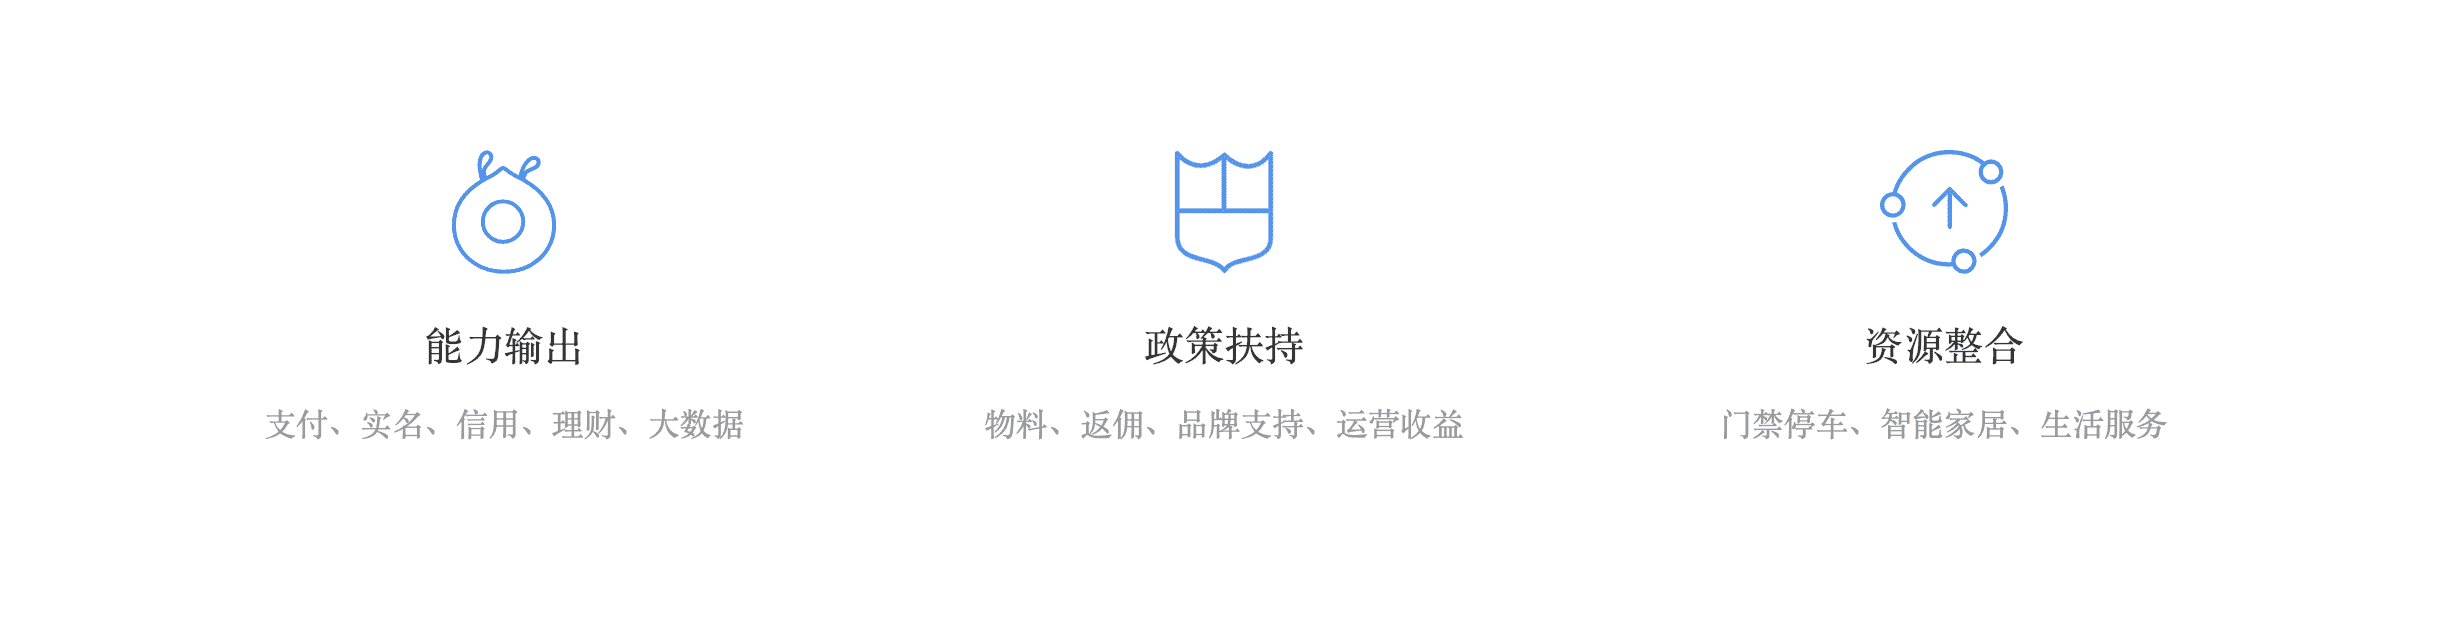 能力输出
支付、实名、信用、理财、大数据
政策扶持
物料、返佣、品牌支持、运营收益
资源整合
门禁停车、智能家居、生活服务